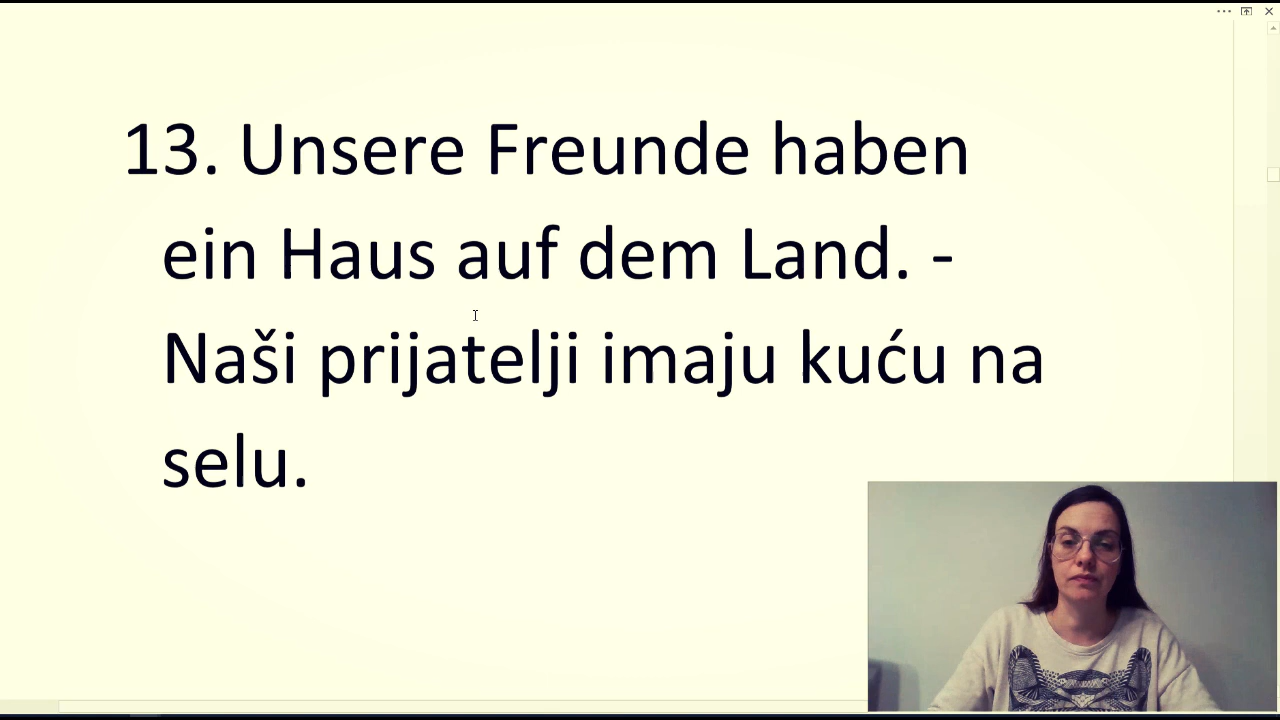 13. Unsere Freunde haben
ein Haus auf dem Land. -
Naši prijatelji imaju kuću na
selu.